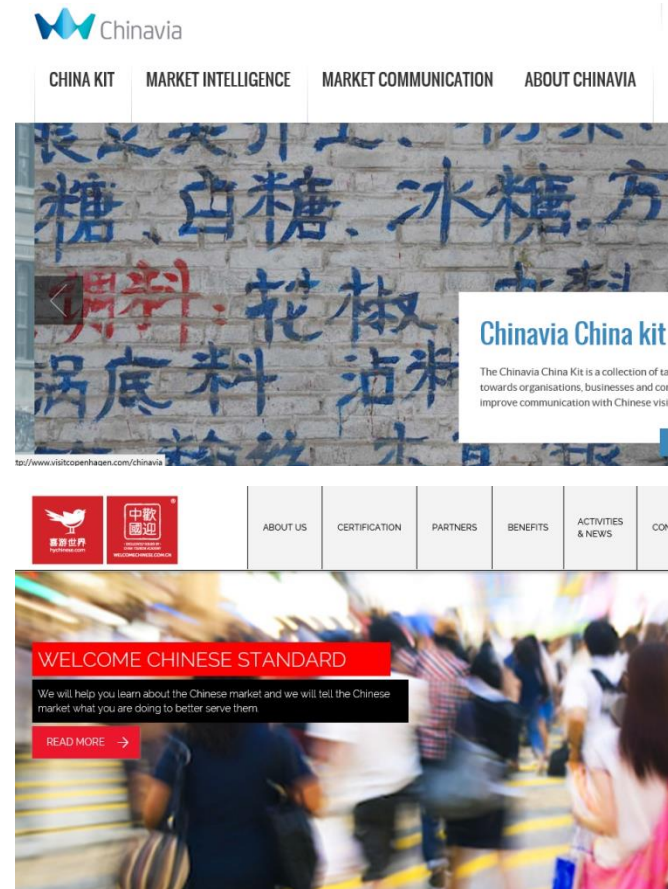 Chinavia
CHINA KIT MARKET INTELLIGENCE MARKET COMMUNICATION ABOUT CHINAVIA
糖、白糖、冰糖、方
调料:花椒、
锅底料 沾料
Chinavia China kit
The Chinavia China Kit is a collection of ta
towards organisations, businesses and co
improve communication with Chinese visi
tp://www.visitcopenhagen.com/chinavia
喜游世界
hychinese.com
中歡
國迎
WELCOMECHINESE.COM.CN
ABOUT US CERTIFICATION PARTNERS BENEFITS ACTIVITIES & NEWS CON
WELCOME CHINESE STANDARD
We will help you learn about the Chinese market and we will tell the Chinese
market what you are doing to better serve them.
READ MORE